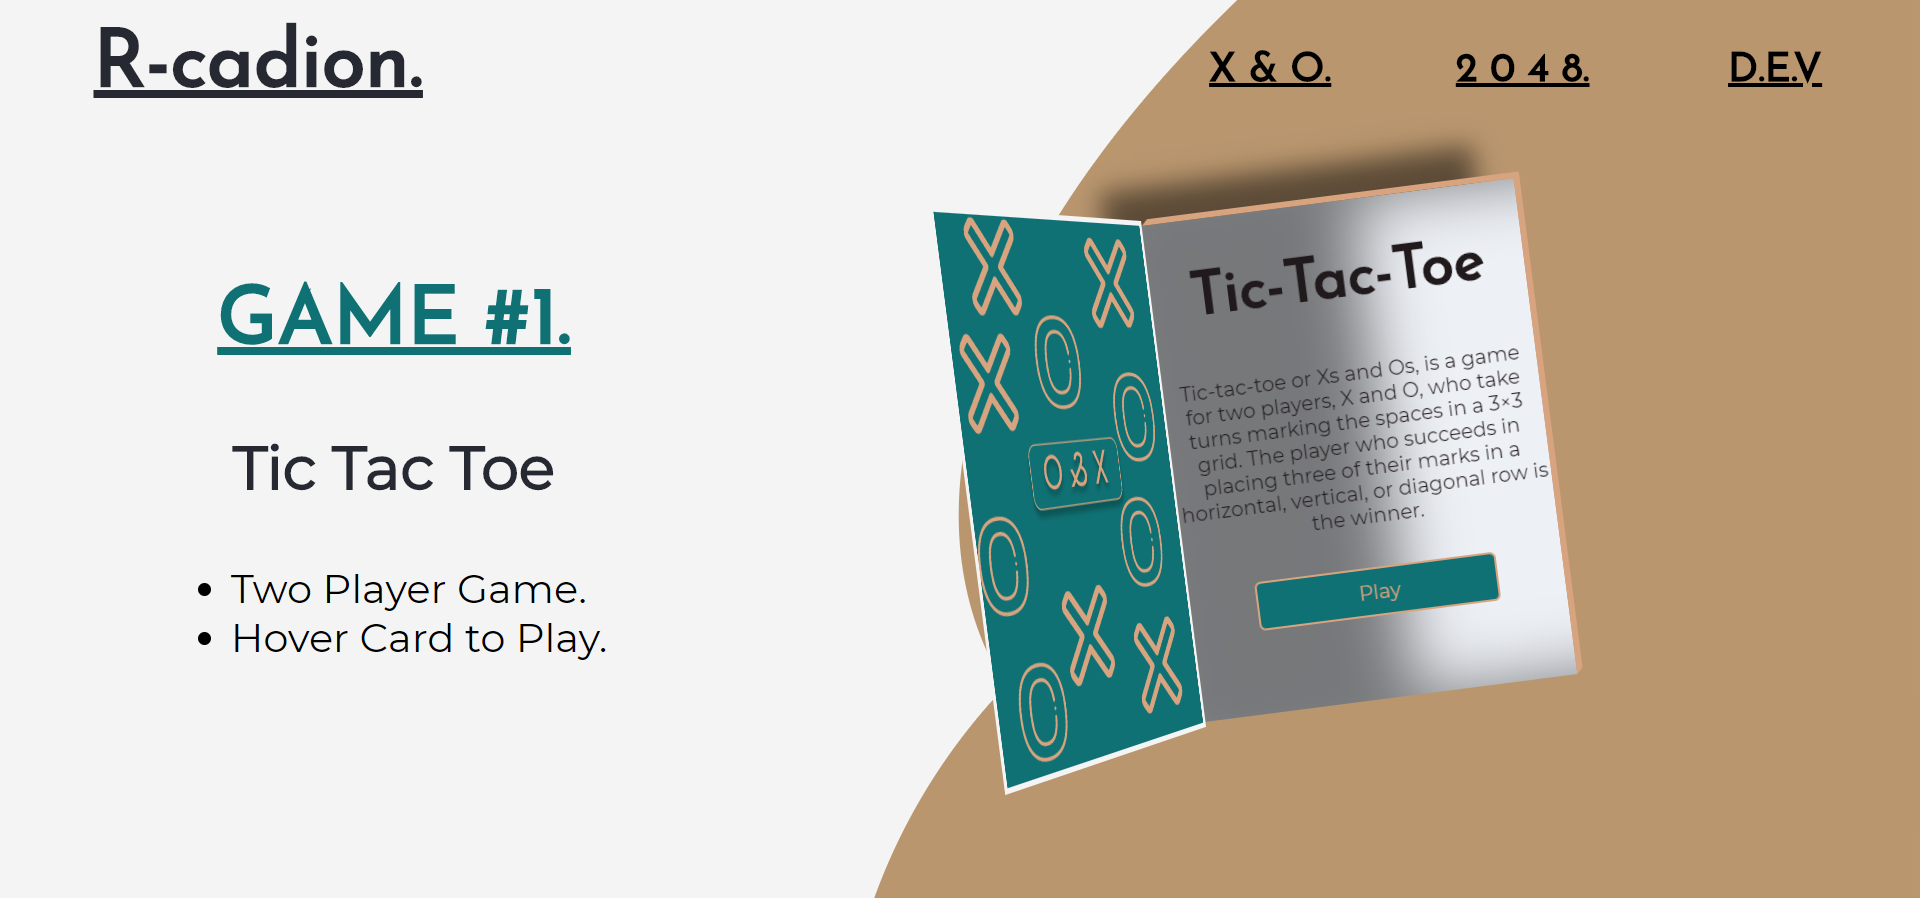 R-cadion.
X & O.
2 0 4 8.
D.E.V
GAME #1.
Tic Tac Toe
Two Player Game.
Hover Card to Play.
X
X
O
X
O
O & X
O
O
X
X
O
Tic-Tac-Toe
Tic-tac-toe or Xs and Os, is a game
for two players, X and O, who take
turns marking the spaces in a 3×3
grid. The player who succeeds in
placing three of their marks in a
horizontal, vertical, or diagonal row is
the winner.
Play